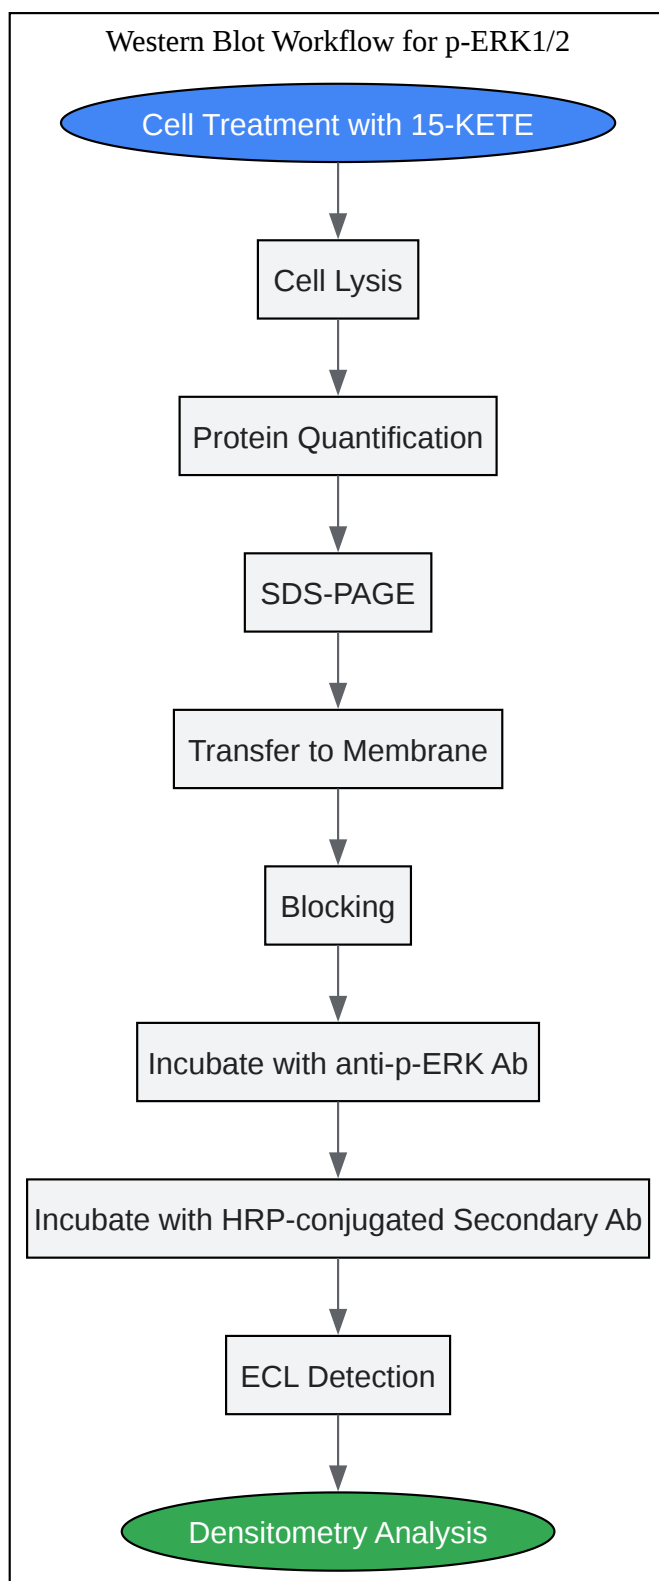 Western Blot Workflow for p-ERK1/2
Cell Treatment with 15-KETE
Cell Lysis
Protein Quantification
SDS-PAGE
Transfer to Membrane
Blocking
Incubate with anti-p-ERK Ab
Incubate with HRP-conjugated Secondary Ab
ECL Detection
Densitometry Analysis